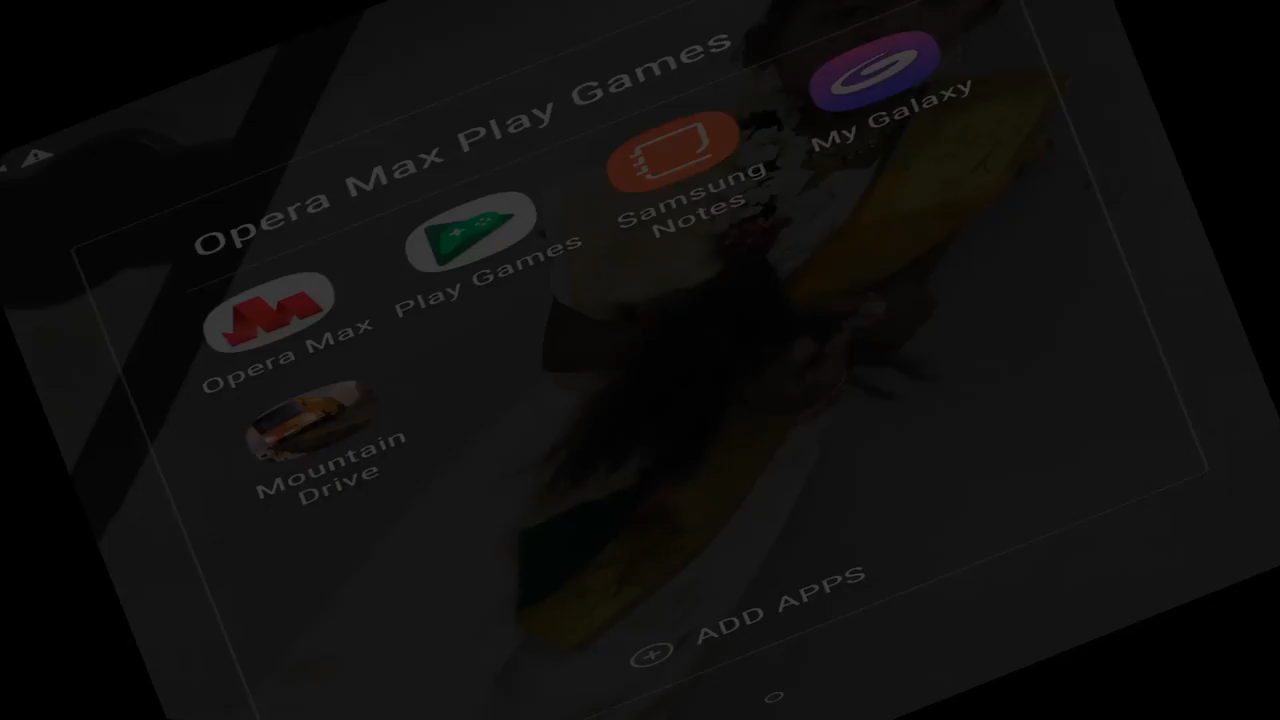 Opera Max Play Games
Opera Max
Play Games
Samsung
Notes
My Galaxy
Mountain
Drive
ADD APPS